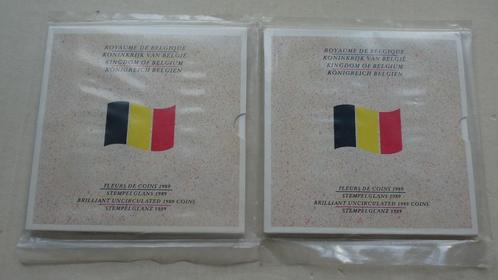 ROYAUME DE BELGIQUE
KONINKRIJK VAN BELGIË
KINGDOM OF BELGIUM
KÖNIGREICH BELGIEN
FLEURS DE COINS 1989
STEMPELGLANS 1989
BRILLIANT UNCIRCULATED 1989 COINS
STEMPELGLANZ 1989
ROYAUME DE BELGIQUE
KONINKRIJK VAN BELGIË
KINGDOM OF BELGIUM
KÖNIGREICH BELGIEN
FLEURS DE COINS 1989
STEMPELGLANS 1989
BRILLIANT UNCIRCULATED 1989 COINS
STEMPELGLANZ 1989